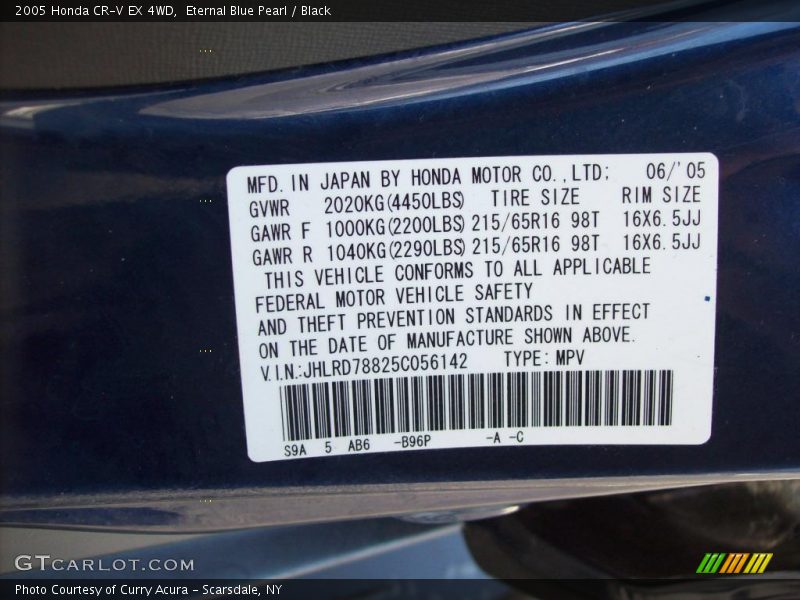 2005 Honda CR-V EX 4WD,  Eternal Blue Pearl / Black
MFD. IN JAPAN BY HONDA MOTOR CO.,LTD: 06/'05
GVWR 2020KG(4450LBS) TIRE SIZE RIM SIZE
GAWR F 1000KG(2200LBS) 215/65R16 98T 16X6.5JJ
GAWR R 1040KG(2290LBS) 215/65R16 98T 16X6.5JJ
THIS VEHICLE CONFORMS TO ALL APPLICABLE
FEDERAL MOTOR VEHICLE SAFETY
AND THEFT PREVENTION STANDARDS IN EFFECT
ON THE DATE OF MANUFACTURE SHOWN ABOVE.
V.I.N.:JHLRD78825C056142 TYPE: MPV
S9A 5 AB6 -B96P -A -C
GTCARLOT.COM
Photo Courtesy of Curry Acura - Scarsdale, NY